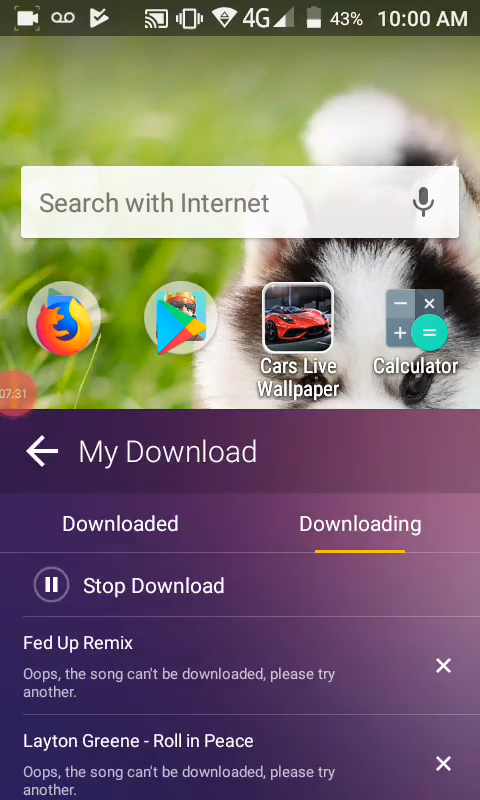 4G 43% 10:00 AM
Search with Internet
Cars Live
Wallpaper
Calculator
07:31
My Download
Downloaded Downloading
Stop Download
Fed Up Remix
Oops, the song can't be downloaded, please try
another.
Layton Greene - Roll in Peace
Oops, the song can't be downloaded, please try
another.